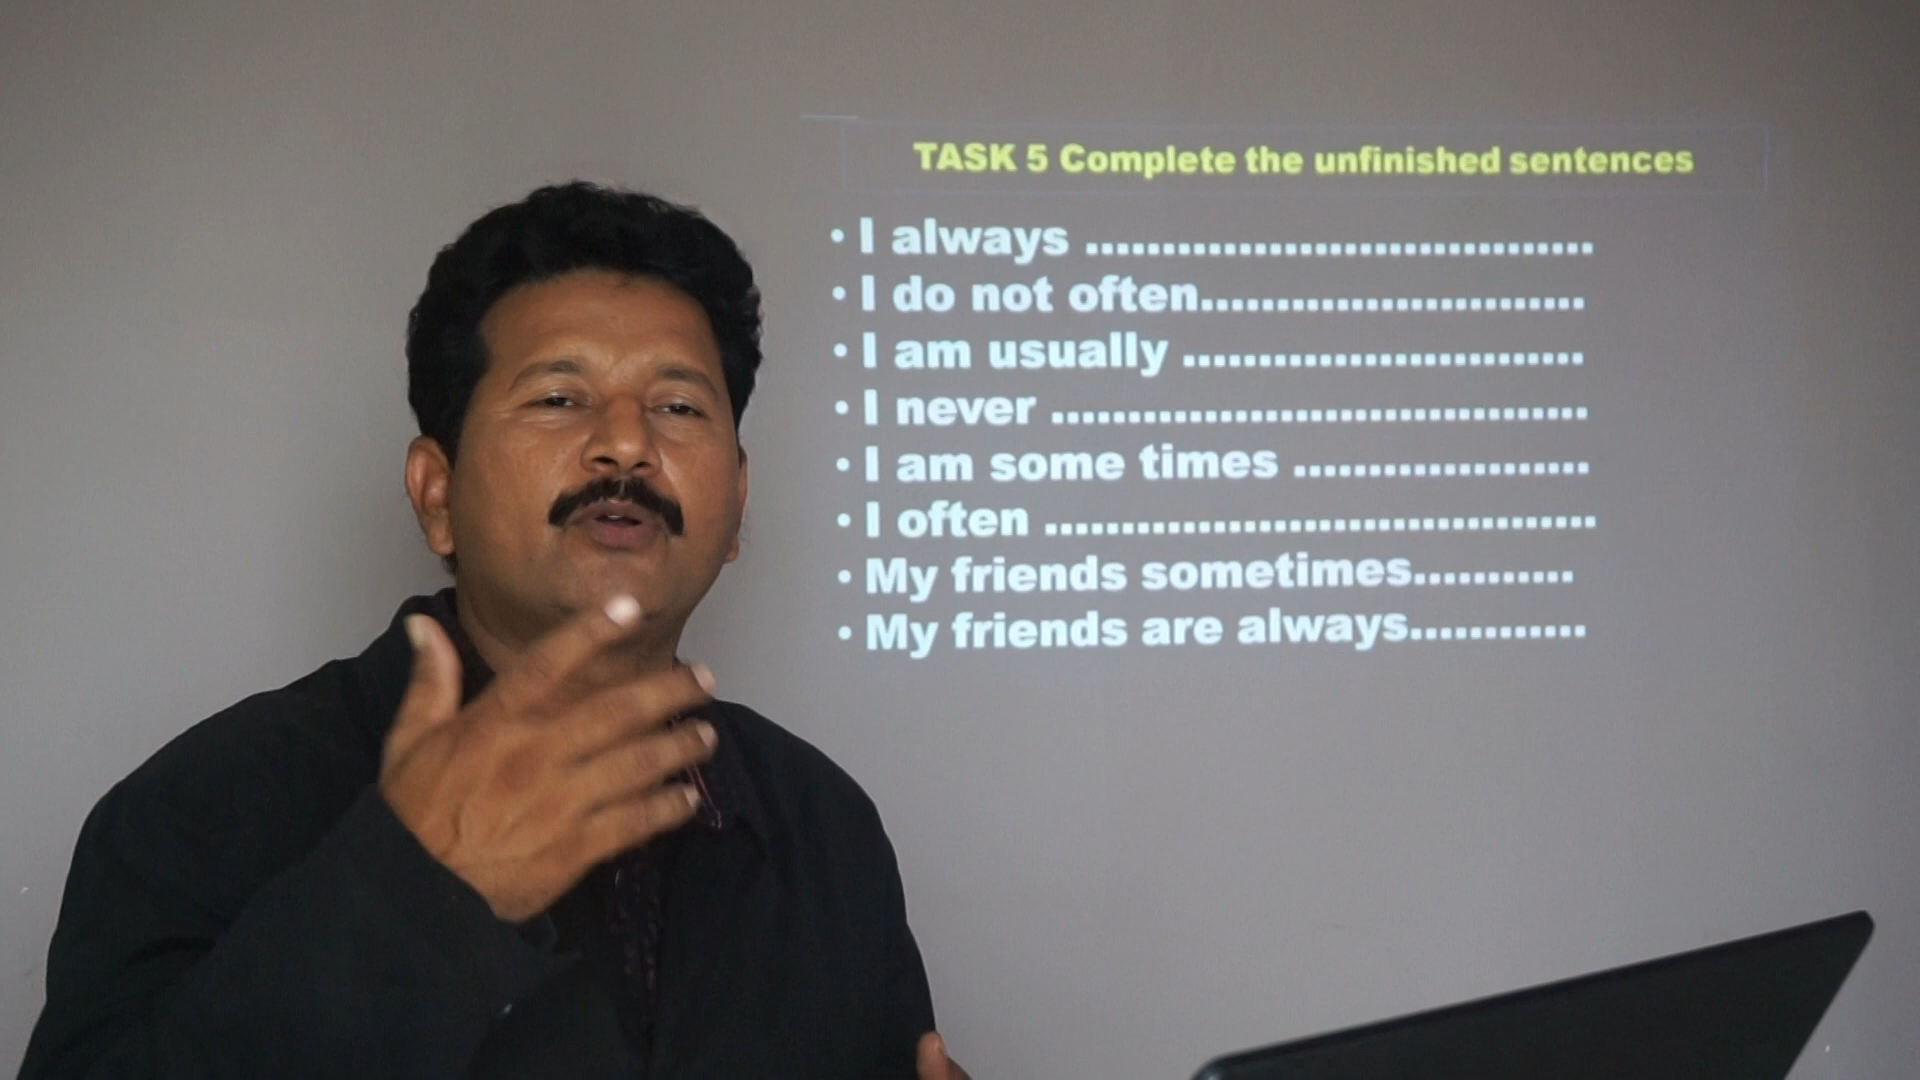 TASK 5 Complete the unfinished sentences
• I always .................................
• I do not often.........................
• I am usually ..........................
• I never ...................................
• I am some times ...................
• I often ....................................
• My friends sometimes...........
• My friends are always............